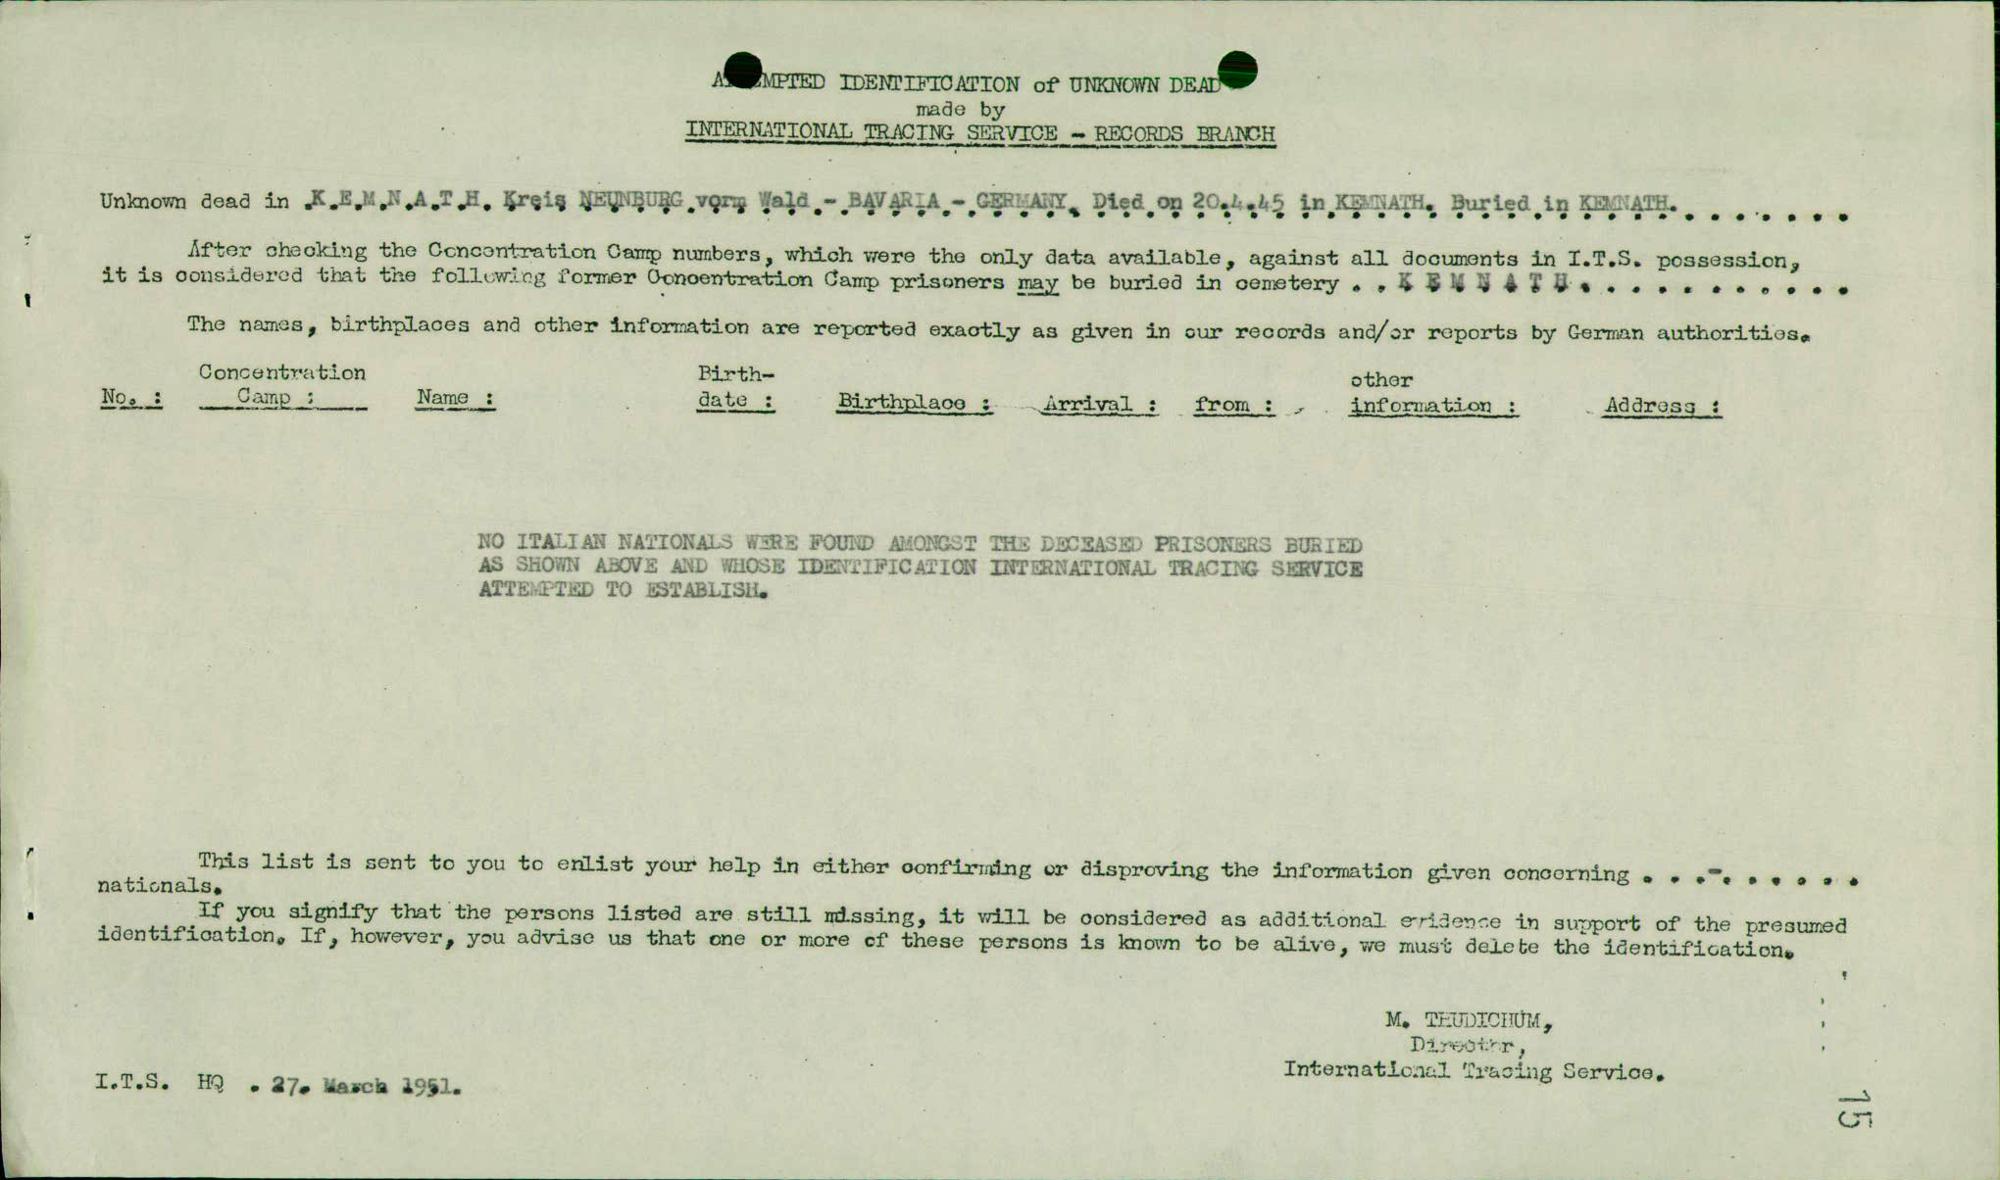 ATTEMPTED IDENTIFICATION of UNKNOWN DEAD
made by
INTERNATIONAL TRACING SERVICE - RECORDS BRANCH
Unknown dead in K.E.M.N.A.T.H. Kreis NEUNBURG vorm Wald - BAVARIA - GERMANY. Died on 20.4.45 in KEMNATH. Buried in KEMNATH. . . . . . . .
After checking the Concentration Camp numbers, which were the only data available, against all documents in I.T.S. possession,
it is considered that the following former Concentration Camp prisoners may be buried in cemetery . . K E M N A T H . . . . . . . . . . .
The names, birthplaces and other information are reported exactly as given in our records and/or reports by German authorities.
Concentration Birth- other
No. : Camp : Name : date : Birthplace : Arrival : from : information : Address :
NO ITALIAN NATIONALS WERE FOUND AMONGST THE DECEASED PRISONERS BURIED
AS SHOWN ABOVE AND WHOSE IDENTIFICATION INTERNATIONAL TRACING SERVICE
ATTEMPTED TO ESTABLISH.
This list is sent to you to enlist your help in either confirming or disproving the information given concerning . . . - . . . . . .
nationals.
If you signify that the persons listed are still missing, it will be considered as additional evidence in support of the presumed
identification. If, however, you advise us that one or more of these persons is known to be alive, we must delete the identification.
M. THUDICHUM,
Director,
International Tracing Service.
I.T.S. HQ . 27. March 1951.
15